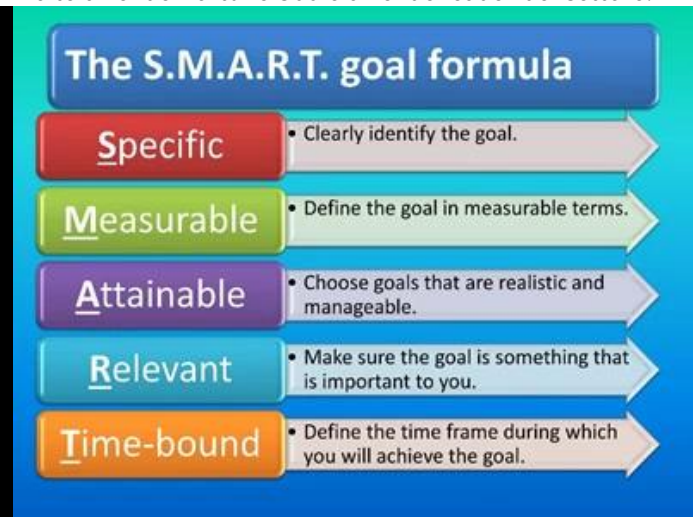 The S.M.A.R.T. goal formula
Specific
• Clearly identify the goal.
Measurable
• Define the goal in measurable terms.
Attainable
• Choose goals that are realistic and
manageable.
Relevant
• Make sure the goal is something that
is important to you.
Time-bound
• Define the time frame during which
you will achieve the goal.